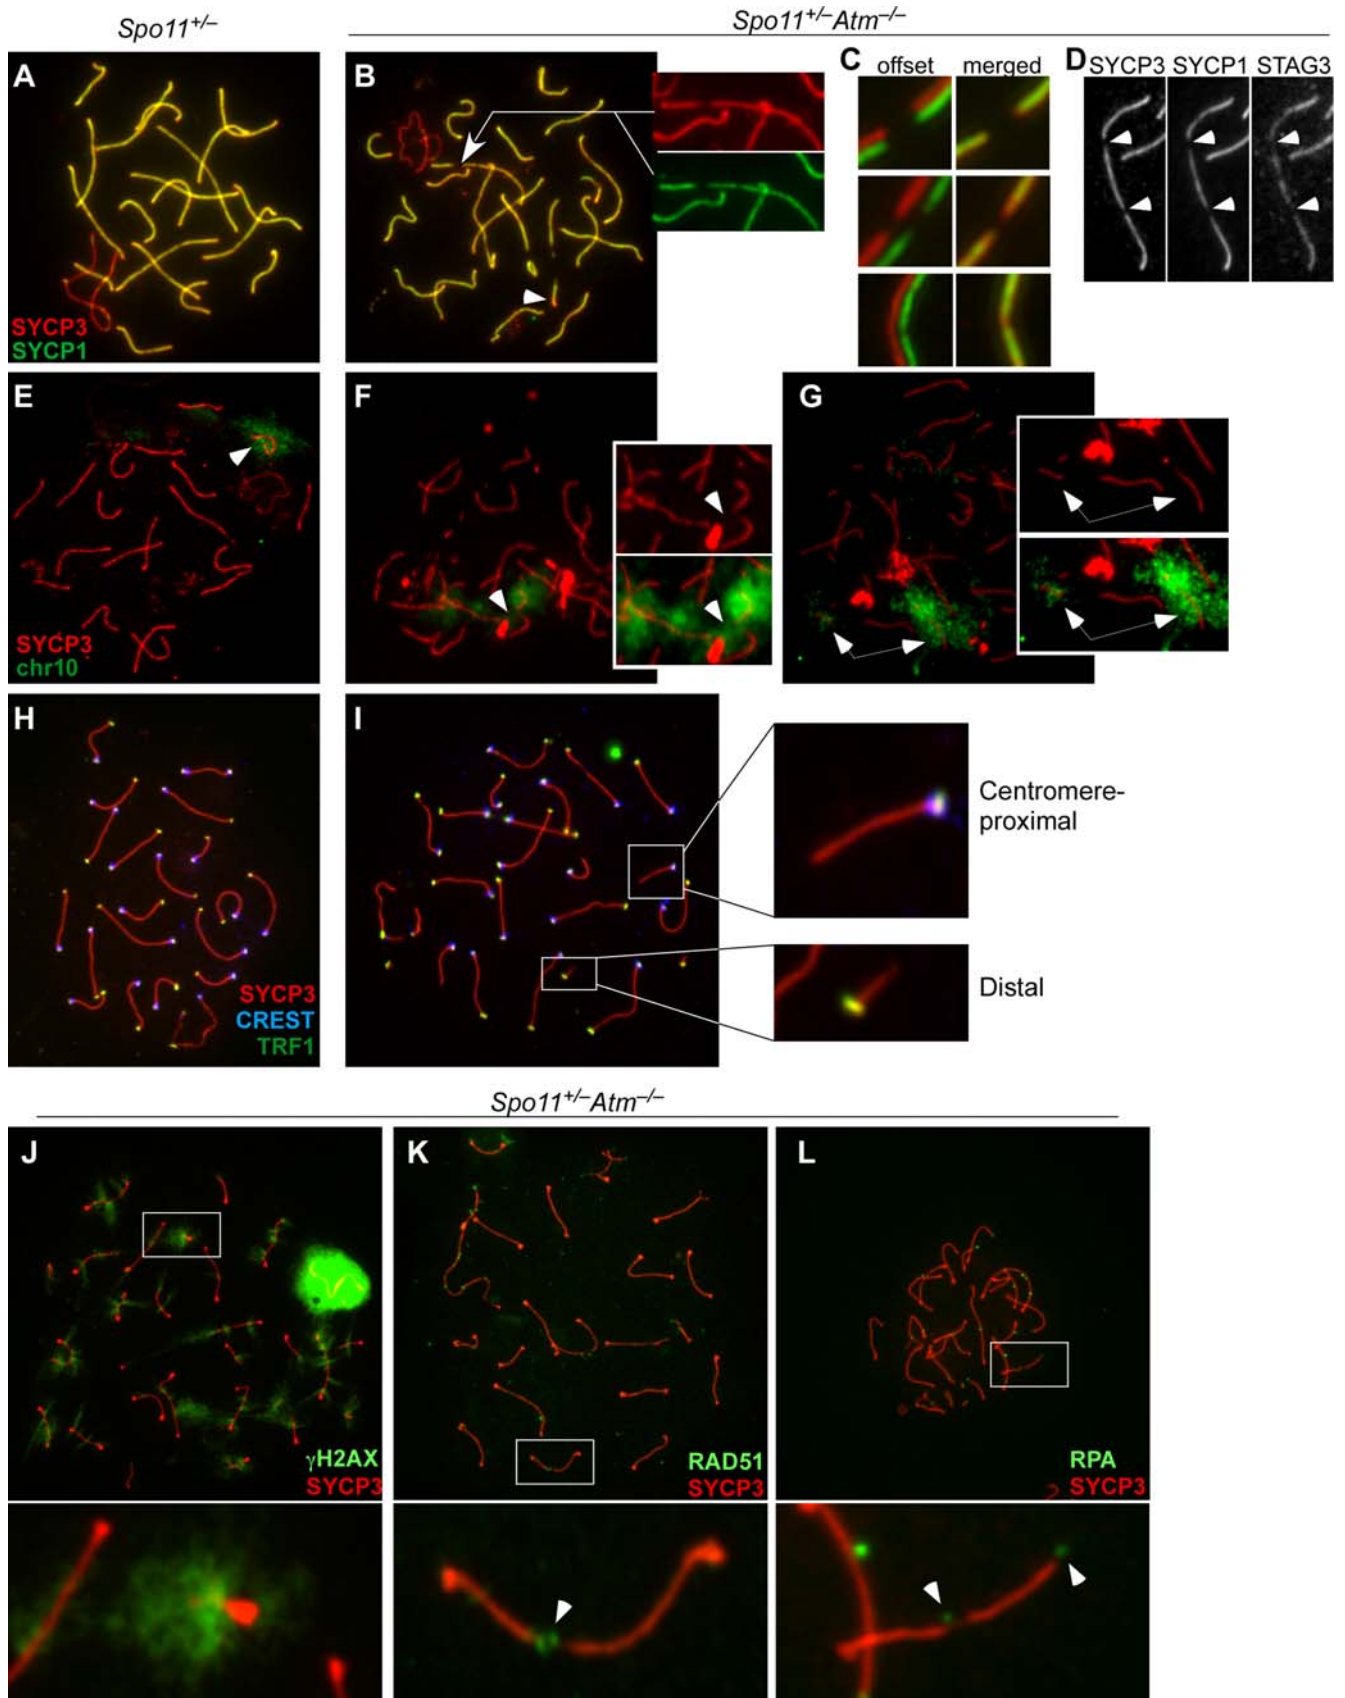 Spo11+/–
Spo11+/–Atm–/–
A
SYCP3
SYCP1
B
C
offset
merged
D
SYCP3
SYCP1
STAG3
E
SYCP3
chr10
F
G
H
SYCP3
CREST
TRF1
I
Centromere-
proximal
Distal
Spo11+/–Atm–/–
J
γH2AX
SYCP3
K
RAD51
SYCP3
L
RPA
SYCP3